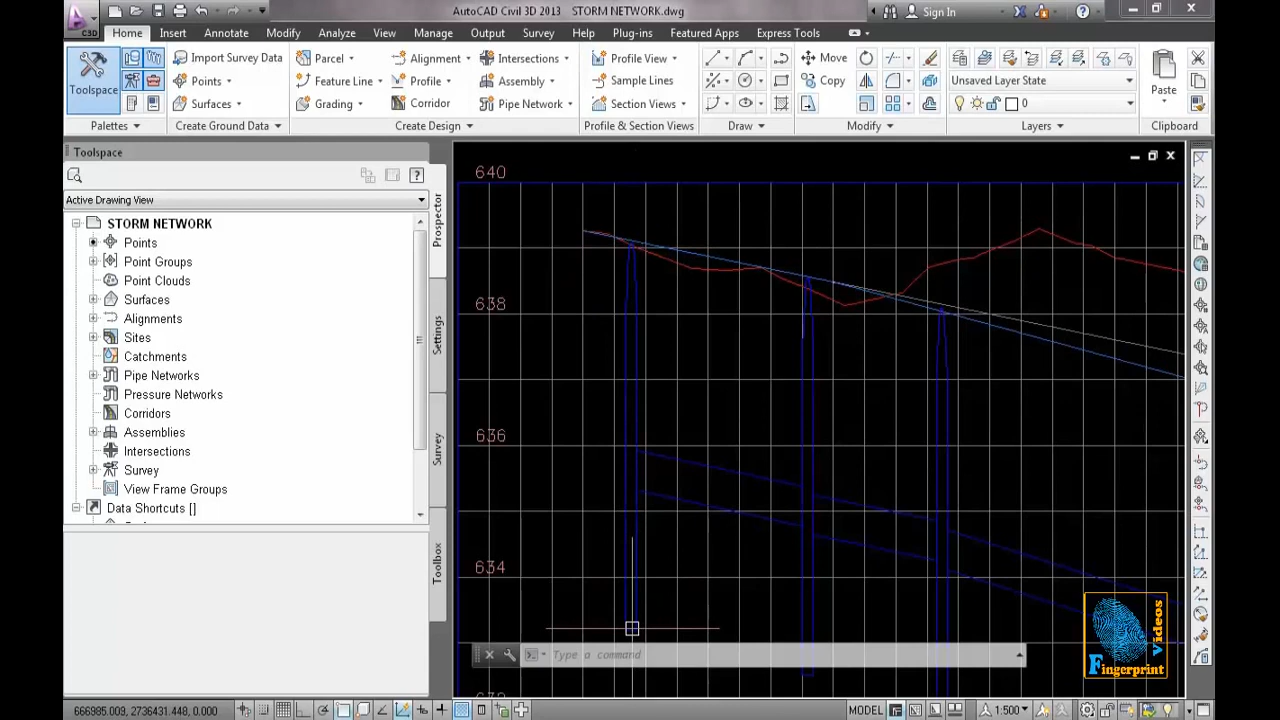 AutoCAD Civil 3D 2013 STORM NETWORK.dwg
Sign In
C3D
Home Insert Annotate Modify Analyze View Manage Output Survey Help Plug-ins Featured Apps Express Tools
Toolspace
Import Survey Data
Points
Surfaces
Parcel
Feature Line
Grading
Alignment
Profile
Corridor
Intersections
Assembly
Pipe Network
Profile View
Sample Lines
Section Views
Move
Copy
Unsaved Layer State
0
Paste
Palettes Create Ground Data Create Design Profile & Section Views Draw Modify Layers Clipboard
Toolspace
Active Drawing View
STORM NETWORK
Points
Point Groups
Point Clouds
Surfaces
Alignments
Sites
Catchments
Pipe Networks
Pressure Networks
Corridors
Assemblies
Intersections
Survey
View Frame Groups
Data Shortcuts []
Prospector
Settings
Survey
Toolbox
640
638
636
634
Type a command
Fingerprint
Videos
666985.009, 2736431.448, 0.000
MODEL
1:500